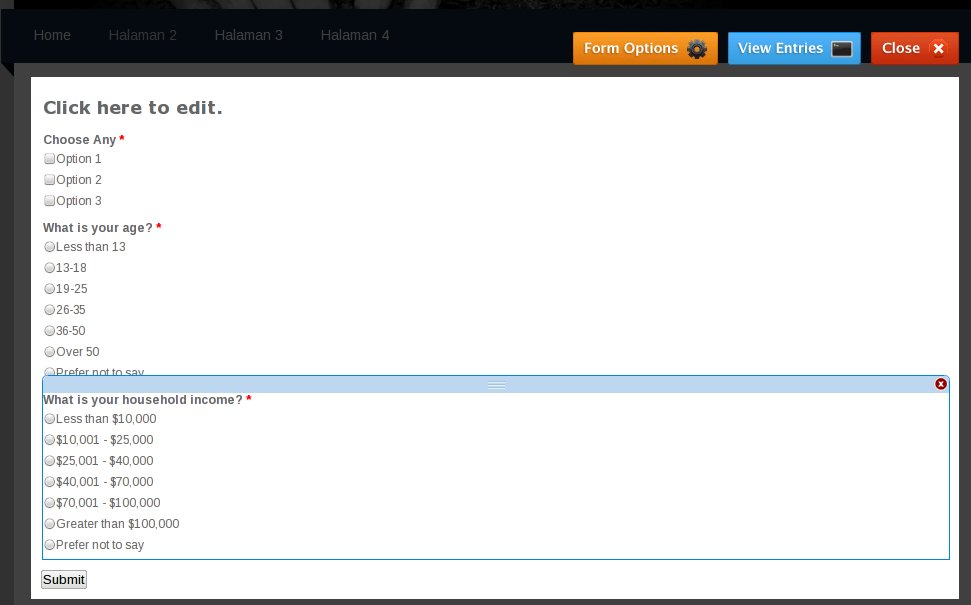 Home Halaman 2 Halaman 3 Halaman 4
Form Options View Entries Close
Click here to edit.
Choose Any *
Option 1
Option 2
Option 3
What is your age? *
Less than 13
13-18
19-25
26-35
36-50
Over 50
Prefer not to say
What is your household income? *
Less than $10,000
$10,001 - $25,000
$25,001 - $40,000
$40,001 - $70,000
$70,001 - $100,000
Greater than $100,000
Prefer not to say
Submit